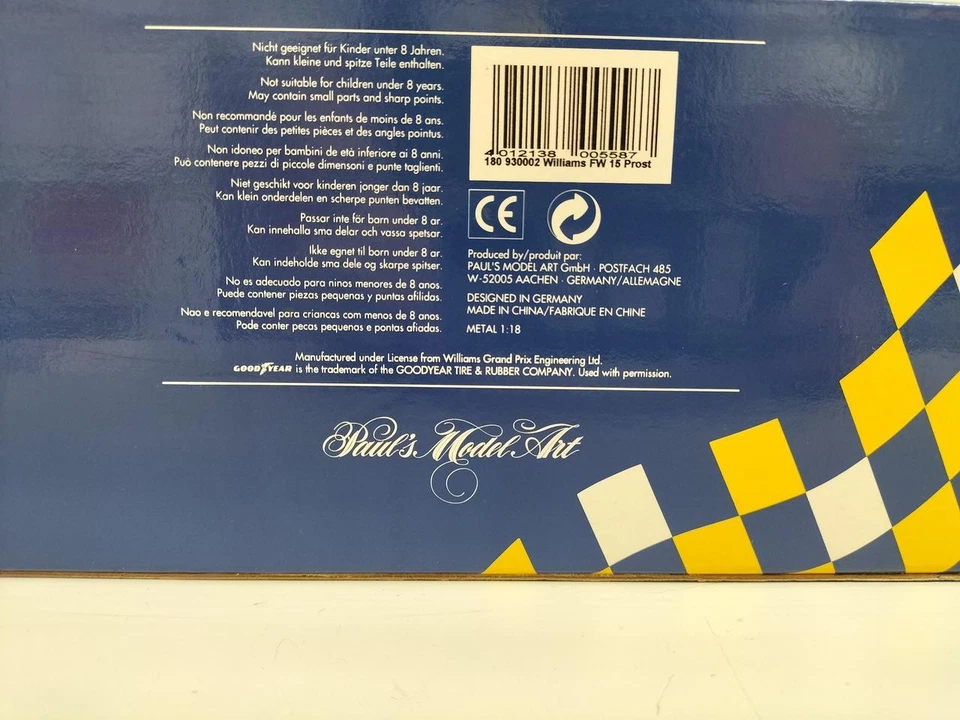 Nicht geeignet für Kinder unter 8 Jahren.
Kann kleine und spitze Teile enthalten.
Not suitable for children under 8 years.
May contain small parts and sharp points.
Non recommandé pour les enfants de moins de 8 ans.
Peut contenir des petites pièces et des angles pointus.
Non idoneo per bambini de età inferiore ai 8 anni.
Puó contenere pezzi di piccole dimensoni e punte taglienti.
Niet geschikt voor kinderen jonger dan 8 jaar.
Kan klein onderdelen en scherpe punten bevatten.
Passar inte för barn under 8 ar.
Kan innehalla sma delar och vassa spetsar.
Ikke egnet til born under 8 ar.
Kan indeholde sma dele og skarpe spitser.
No es adecuado para ninos menores de 8 anos.
Puede contener piezas pequenas y puntas afilidas.
Nao e recomendavel para criancas com menos de 8 anos.
Pode conter pecas pequenas e pontas afiadas.
4 012138 005587
180 930002 Williams FW 15 Prost
CE
Produced by/produit par:
PAUL'S MODEL ART GmbH · POSTFACH 485
W-52005 AACHEN · GERMANY/ALLEMAGNE
DESIGNED IN GERMANY
MADE IN CHINA/FABRIQUE EN CHINE
METAL 1:18
Manufactured under License from Williams Grand Prix Engineering Ltd.
GOODYEAR is the trademark of the GOODYEAR TIRE & RUBBER COMPANY. Used with permission.
Paul's Model Art